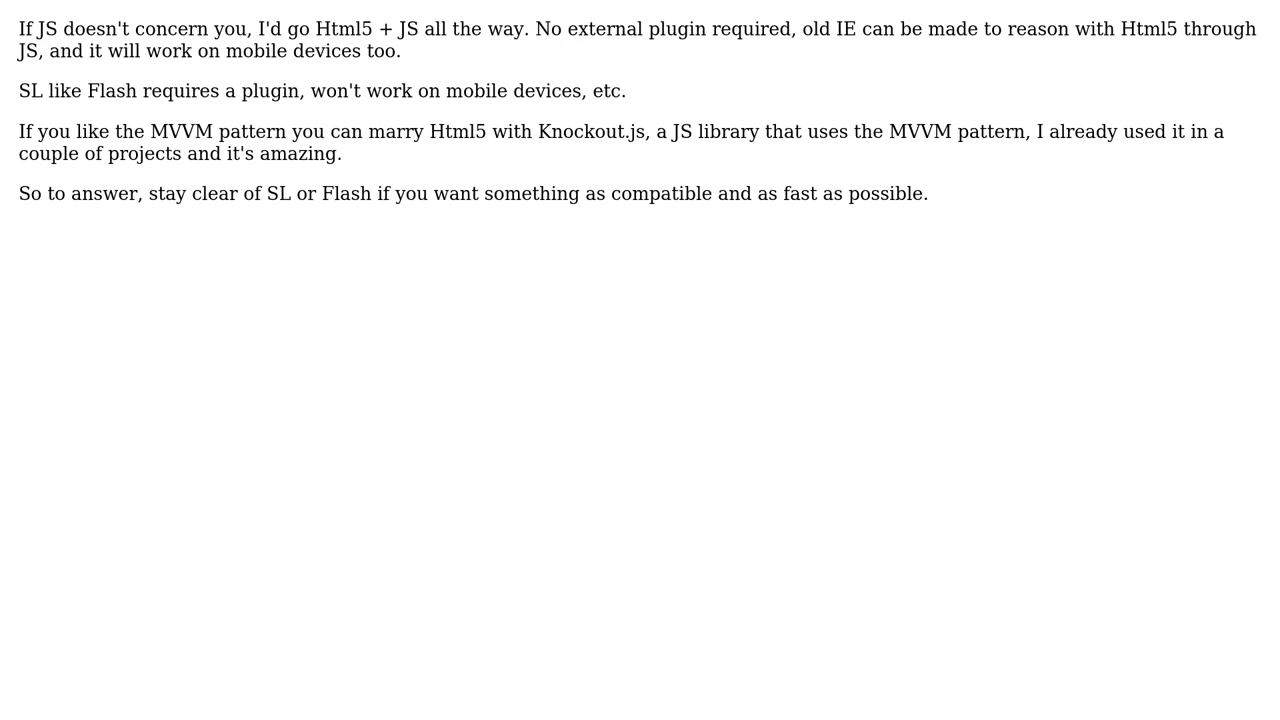 If JS doesn't concern you, I'd go Html5 + JS all the way. No external plugin required, old IE can be made to reason with Html5 through
JS, and it will work on mobile devices too.
SL like Flash requires a plugin, won't work on mobile devices, etc.
If you like the MVVM pattern you can marry Html5 with Knockout.js, a JS library that uses the MVVM pattern, I already used it in a
couple of projects and it's amazing.
So to answer, stay clear of SL or Flash if you want something as compatible and as fast as possible.